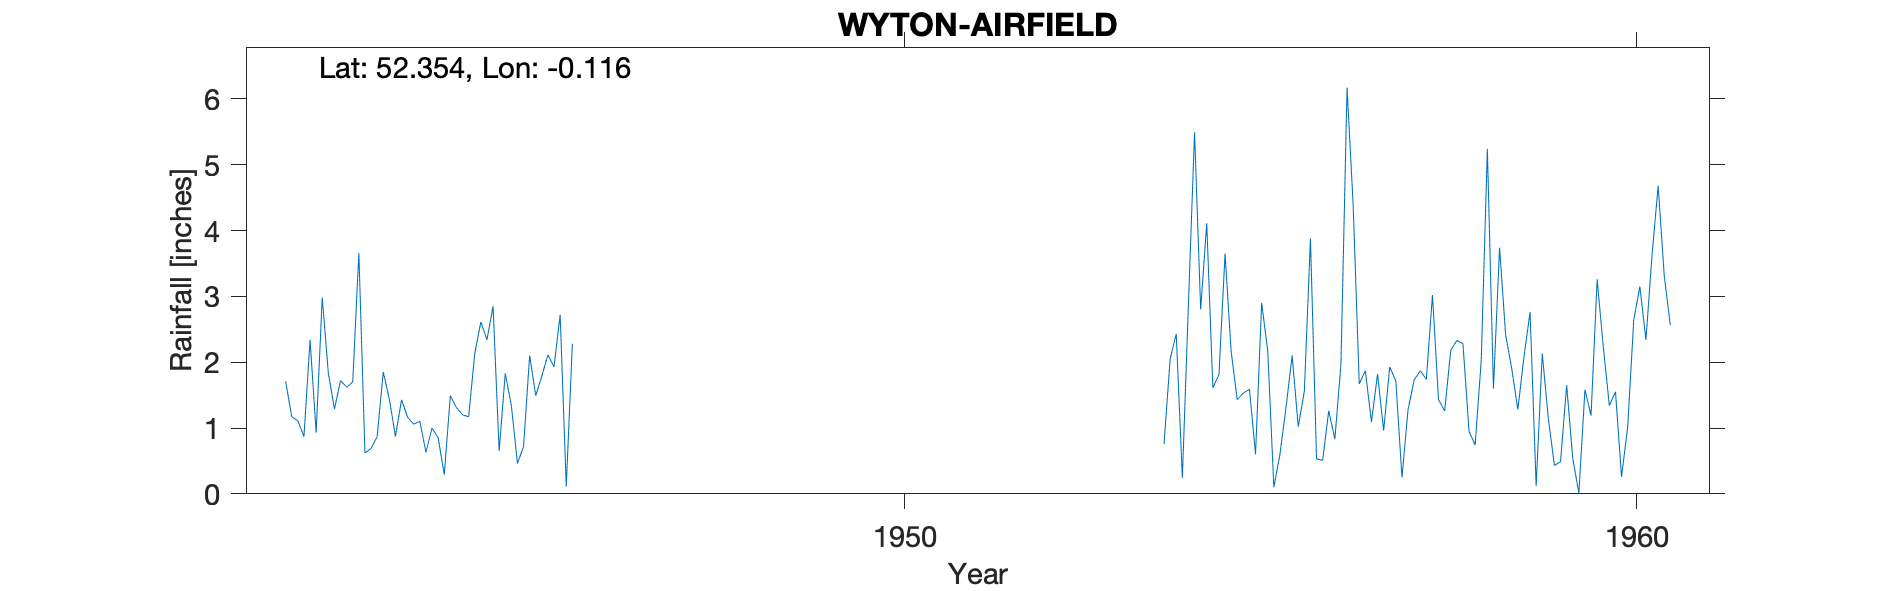 WYTON-AIRFIELD
Lat: 52.354, Lon: -0.116
6
5
4
3
2
1
0
Rainfall [inches]
1950
1960
Year